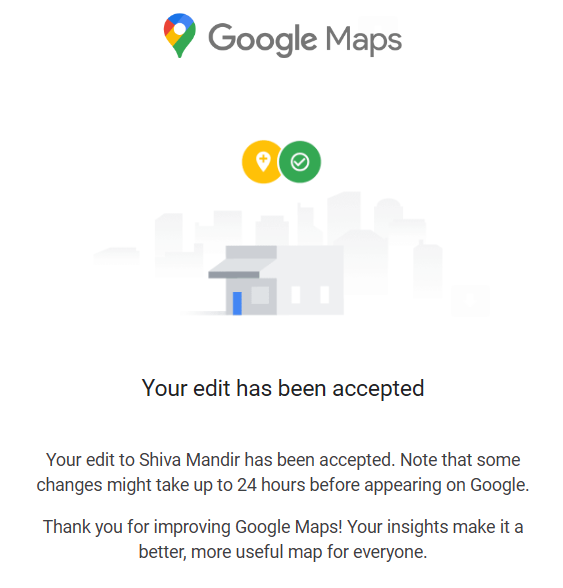 Google Maps
Your edit has been accepted
Your edit to Shiva Mandir has been accepted. Note that some
changes might take up to 24 hours before appearing on Google.
Thank you for improving Google Maps! Your insights make it a
better, more useful map for everyone.